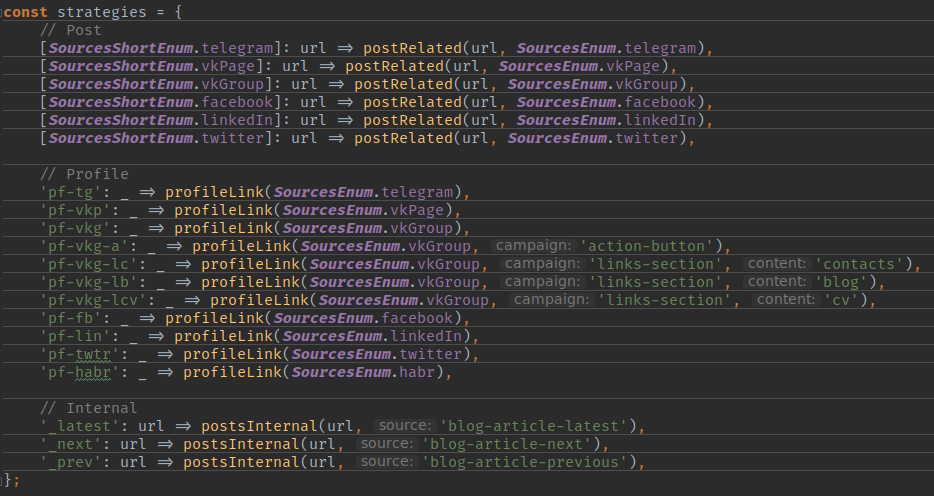 const strategies = {
    // Post
    [SourcesShortEnum.telegram]: url => postRelated(url, SourcesEnum.telegram),
    [SourcesShortEnum.vkPage]: url => postRelated(url, SourcesEnum.vkPage),
    [SourcesShortEnum.vkGroup]: url => postRelated(url, SourcesEnum.vkGroup),
    [SourcesShortEnum.facebook]: url => postRelated(url, SourcesEnum.facebook),
    [SourcesShortEnum.linkedIn]: url => postRelated(url, SourcesEnum.linkedIn),
    [SourcesShortEnum.twitter]: url => postRelated(url, SourcesEnum.twitter),

    // Profile
    'pf-tg': _ => profileLink(SourcesEnum.telegram),
    'pf-vkp': _ => profileLink(SourcesEnum.vkPage),
    'pf-vkg': _ => profileLink(SourcesEnum.vkGroup),
    'pf-vkg-a': _ => profileLink(SourcesEnum.vkGroup, campaign: 'action-button'),
    'pf-vkg-lc': _ => profileLink(SourcesEnum.vkGroup, campaign: 'links-section', content: 'contacts'),
    'pf-vkg-lb': _ => profileLink(SourcesEnum.vkGroup, campaign: 'links-section', content: 'blog'),
    'pf-vkg-lcv': _ => profileLink(SourcesEnum.vkGroup, campaign: 'links-section', content: 'cv'),
    'pf-fb': _ => profileLink(SourcesEnum.facebook),
    'pf-lin': _ => profileLink(SourcesEnum.linkedIn),
    'pf-twtr': _ => profileLink(SourcesEnum.twitter),
    'pf-habr': _ => profileLink(SourcesEnum.habr),

    // Internal
    '_latest': url => postsInternal(url, source: 'blog-article-latest'),
    '_next': url => postsInternal(url, source: 'blog-article-next'),
    '_prev': url => postsInternal(url, source: 'blog-article-previous'),
};